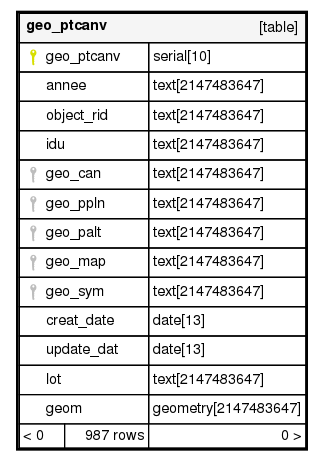 geo_ptcanv [table]
geo_ptcanv serial[10]
annee text[2147483647]
object_rid text[2147483647]
idu text[2147483647]
geo_can text[2147483647]
geo_ppln text[2147483647]
geo_palt text[2147483647]
geo_map text[2147483647]
geo_sym text[2147483647]
creat_date date[13]
update_dat date[13]
lot text[2147483647]
geom geometry[2147483647]
< 0 987 rows 0 >